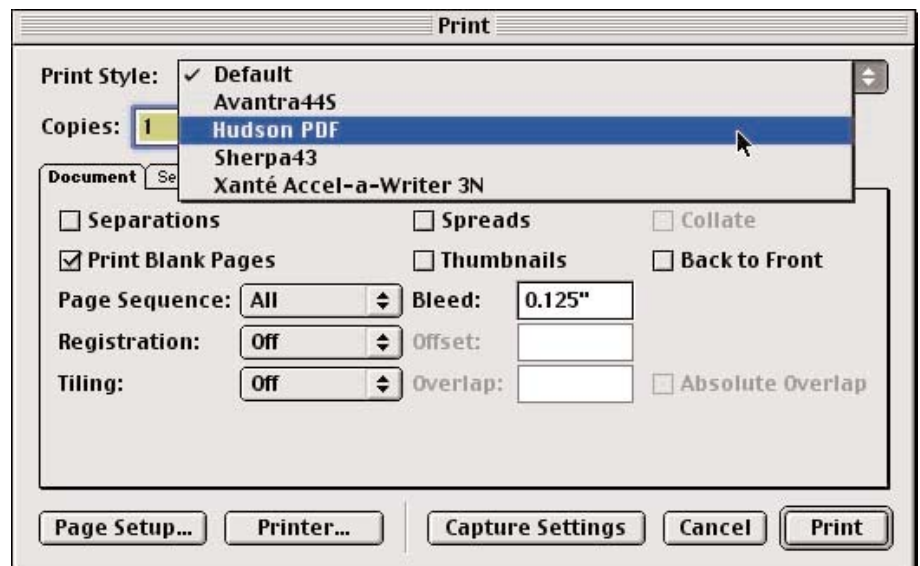 Print
Print Style: ✓ Default
Avantra44S
Copies: 1 Hudson PDF
Sherpa43
Document Se Xanté Accel-a-Writer 3N
Separations Spreads Collate
Print Blank Pages Thumbnails Back to Front
Page Sequence: All Bleed: 0.125"
Registration: Off Offset:
Tiling: Off Overlap: Absolute Overlap
Page Setup... Printer... Capture Settings Cancel Print